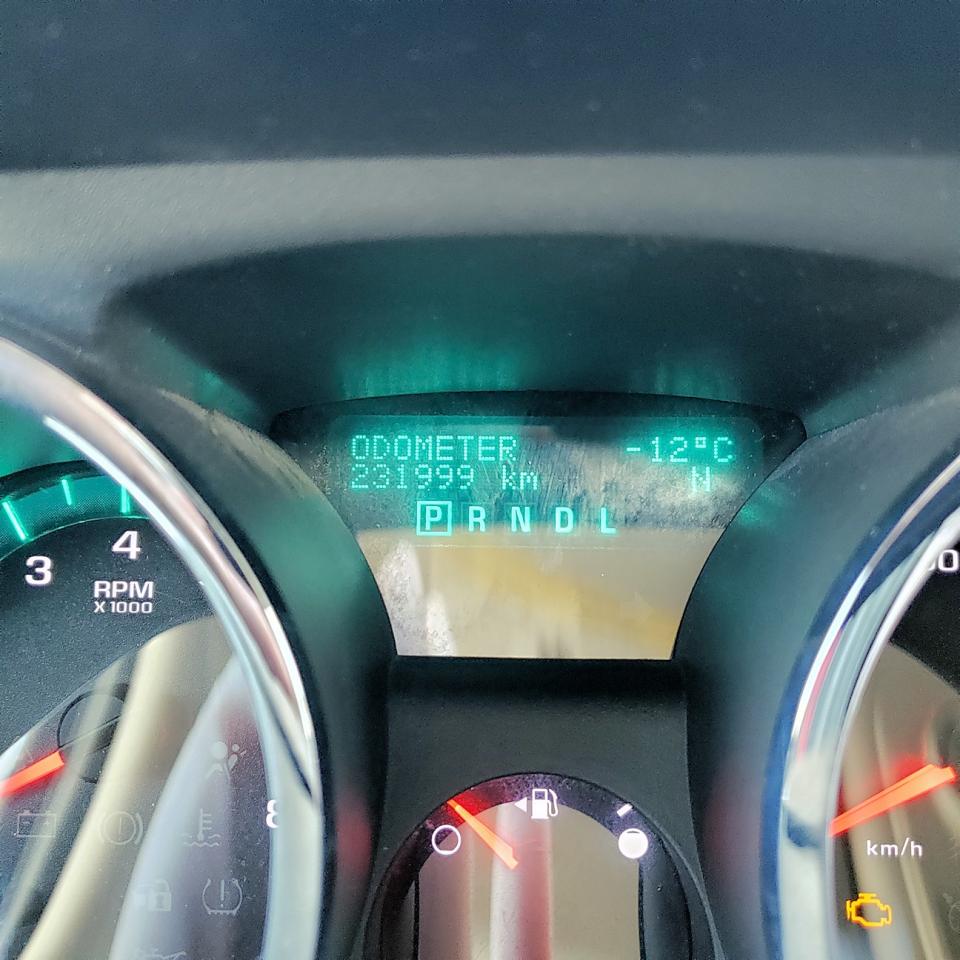 ODOMETER -12°C
231999 km N
P R N D L
3 4
RPM
X1000
8
km/h